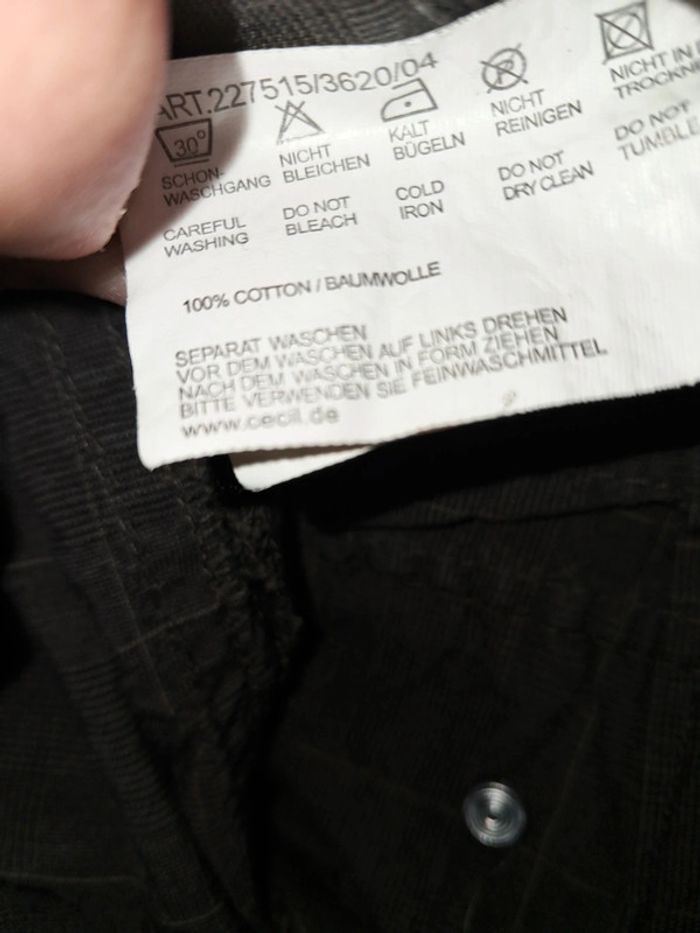 ART.227515/3620/04
30°
SCHON-
WASCHGANG
NICHT
BLEICHEN
KALT
BÜGELN
P
NICHT
REINIGEN
NICHT IN
TROCKN
CAREFUL
WASHING
DO NOT
BLEACH
COLD
IRON
DO NOT
DRY CLEAN
DO NOT
TUMBLE
100% COTTON / BAUMWOLLE
SEPARAT WASCHEN
VOR DEM WASCHEN AUF LINKS DREHEN
NACH DEM WASCHEN IN FORM ZIEHEN
BITTE VERWENDEN SIE FEINWASCHMITTEL
www.cecil.de